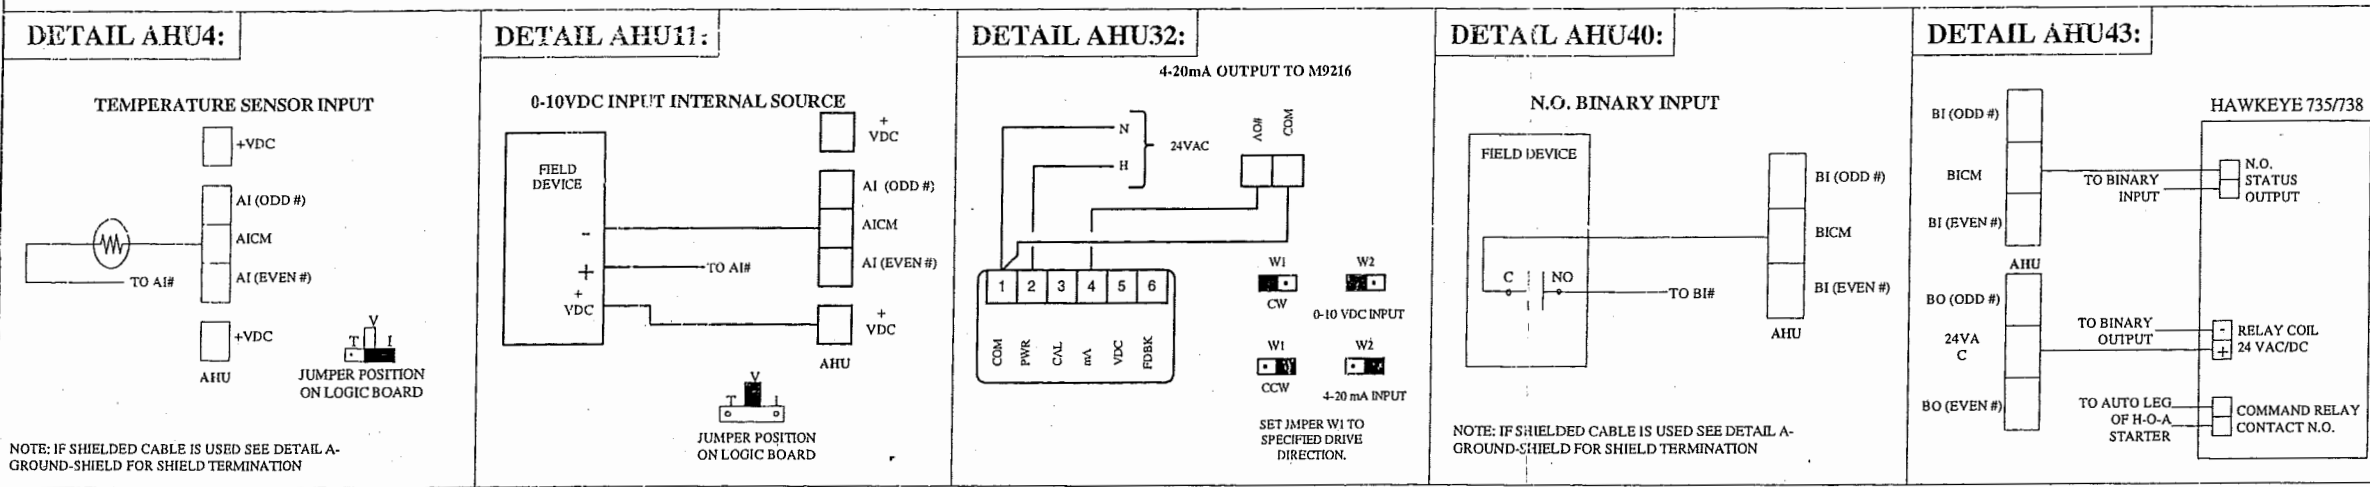 DETAIL AHU4:
TEMPERATURE SENSOR INPUT
+VDC
AI (ODD #)
AICM
AI (EVEN #)
TO AI#
+VDC
AHU
V
T I
JUMPER POSITION
ON LOGIC BOARD
NOTE: IF SHIELDED CABLE IS USED SEE DETAIL A-
GROUND-SHIELD FOR SHIELD TERMINATION
DETAIL AHU11:
0-10VDC INPUT INTERNAL SOURCE
FIELD
DEVICE
-
+
+
VDC
TO AI#
+
VDC
AI (ODD #)
AICM
AI (EVEN #)
+
VDC
AHU
V
T I
JUMPER POSITION
ON LOGIC BOARD
DETAIL AHU32:
4-20mA OUTPUT TO M9216
N
H
24VAC
AO#
COM
1 2 3 4 5 6
COM
PWR
CAL
mA
VDC
FDBK
W1
CW
W2
0-10 VDC INPUT
W1
CCW
W2
4-20 mA INPUT
SET JMPER W1 TO
SPECIFIED DRIVE
DIRECTION.
DETAIL AHU40:
N.O. BINARY INPUT
FIELD DEVICE
C NO
TO BI#
BI (ODD #)
BICM
BI (EVEN #)
AHU
NOTE: IF SHIELDED CABLE IS USED SEE DETAIL A-
GROUND-SHIELD FOR SHIELD TERMINATION
DETAIL AHU43:
HAWKEYE 735/738
BI (ODD #)
BICM
BI (EVEN #)
AHU
TO BINARY
INPUT
N.O.
STATUS
OUTPUT
BO (ODD #)
24VA
C
BO (EVEN #)
TO BINARY
OUTPUT
-
+
RELAY COIL
24 VAC/DC
TO AUTO LEG
OF H-O-A
STARTER
COMMAND RELAY
CONTACT N.O.